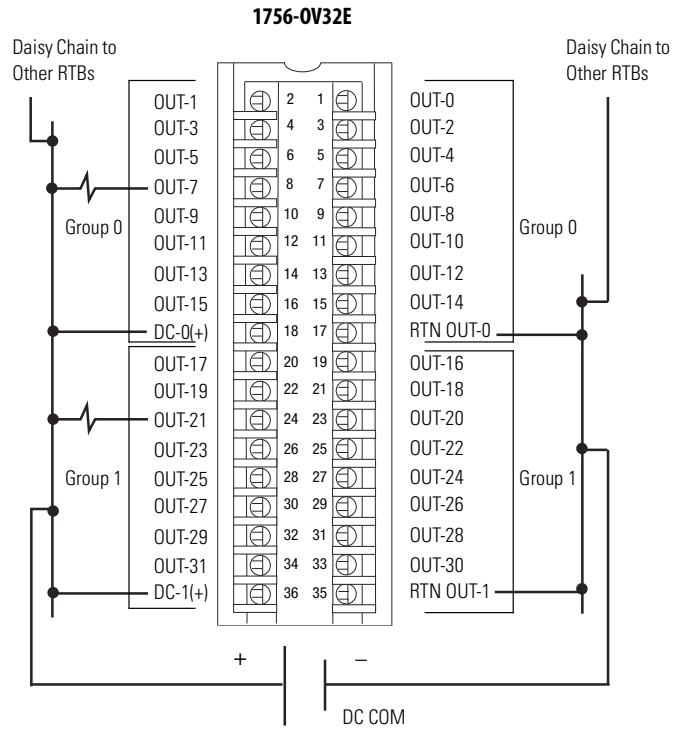 1756-OV32E
Daisy Chain to
Other RTBs
Daisy Chain to
Other RTBs
OUT-1 2 1 OUT-0
OUT-3 4 3 OUT-2
OUT-5 6 5 OUT-4
OUT-7 8 7 OUT-6
OUT-9 10 9 OUT-8
Group 0 Group 0
OUT-11 12 11 OUT-10
OUT-13 14 13 OUT-12
OUT-15 16 15 OUT-14
DC-0(+) 18 17 RTN OUT-0
OUT-17 20 19 OUT-16
OUT-19 22 21 OUT-18
OUT-21 24 23 OUT-20
OUT-23 26 25 OUT-22
Group 1 OUT-25 28 27 OUT-24 Group 1
OUT-27 30 29 OUT-26
OUT-29 32 31 OUT-28
OUT-31 34 33 OUT-30
DC-1(+) 36 35 RTN OUT-1
+ –
DC COM